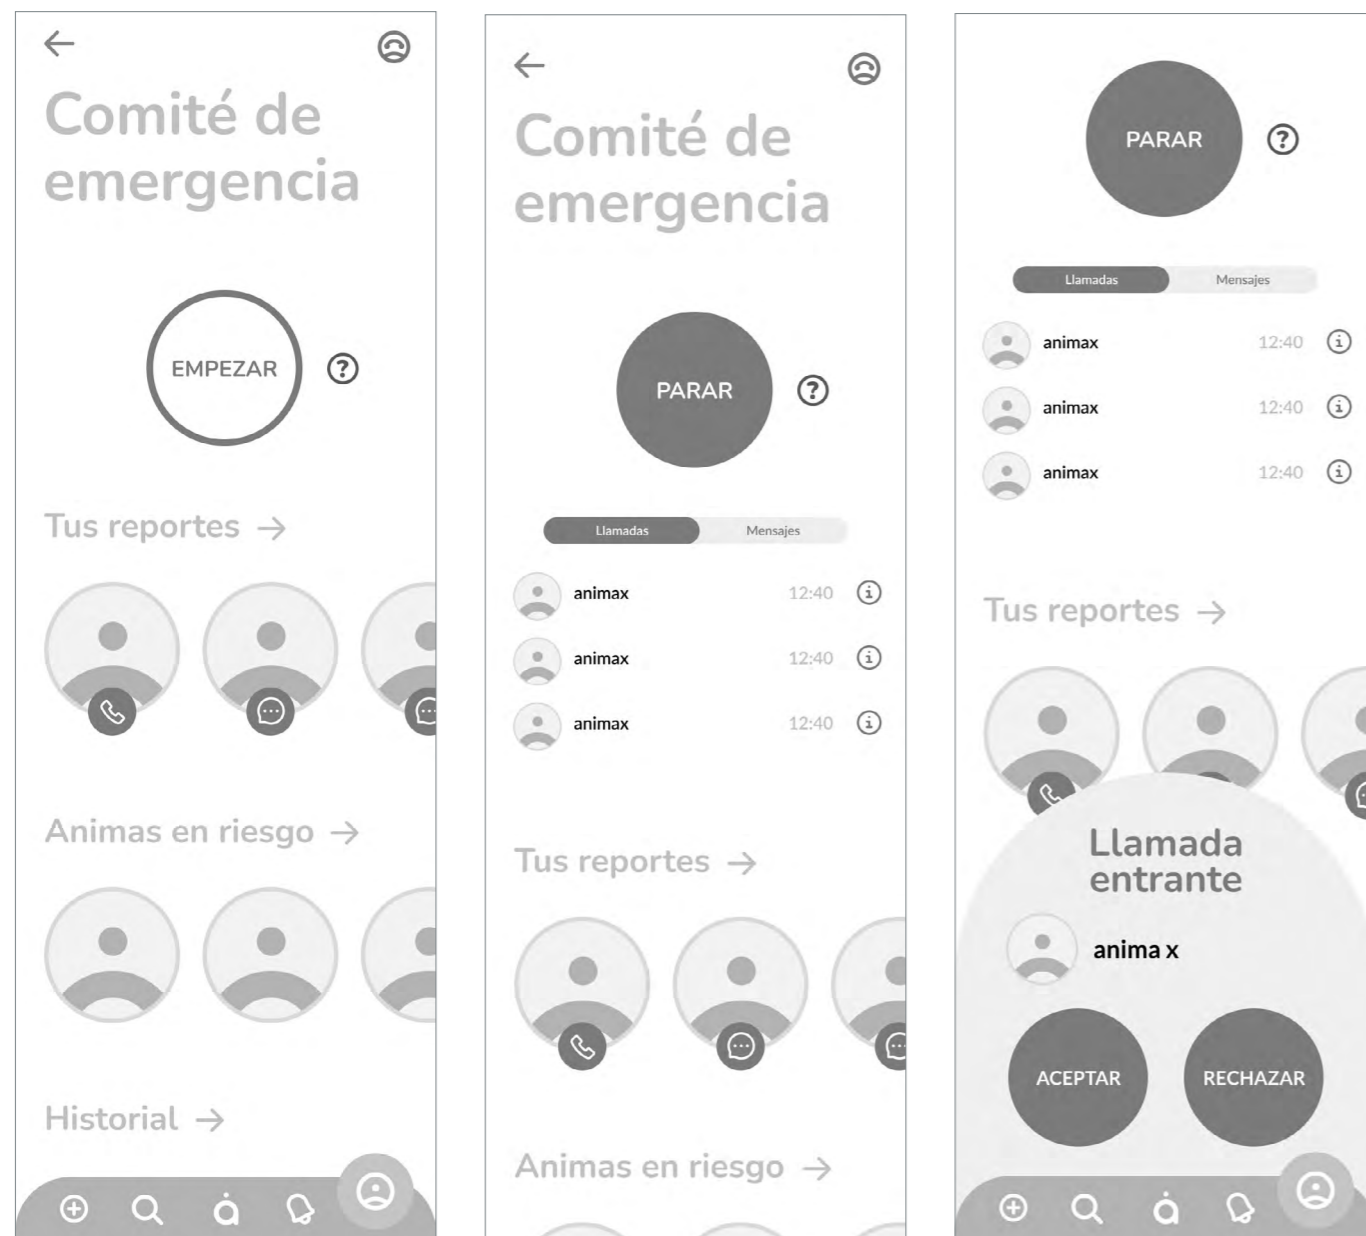 Comité de
emergencia
EMPEZAR
?
Tus reportes →
Animas en riesgo →
Historial →
Comité de
emergencia
PARAR
?
Llamadas Mensajes
animax 12:40 i
animax 12:40 i
animax 12:40 i
Tus reportes →
Animas en riesgo →
PARAR
?
Llamadas Mensajes
animax 12:40 i
animax 12:40 i
animax 12:40 i
Tus reportes →
Llamada
entrante
anima x
ACEPTAR RECHAZAR